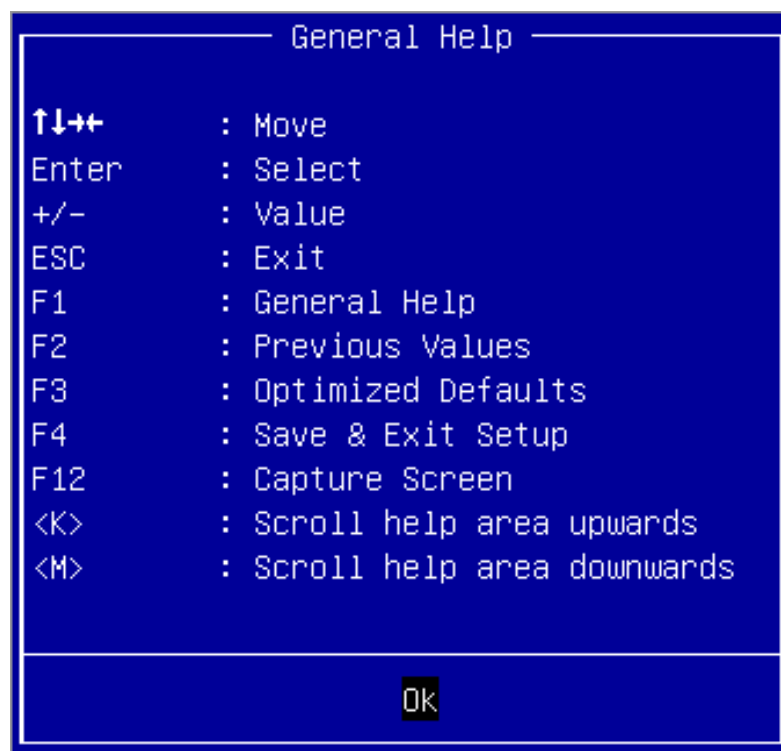 General Help
↑↓→← : Move
Enter : Select
+/- : Value
ESC : Exit
F1 : General Help
F2 : Previous Values
F3 : Optimized Defaults
F4 : Save & Exit Setup
F12 : Capture Screen
<K> : Scroll help area upwards
<M> : Scroll help area downwards
Ok